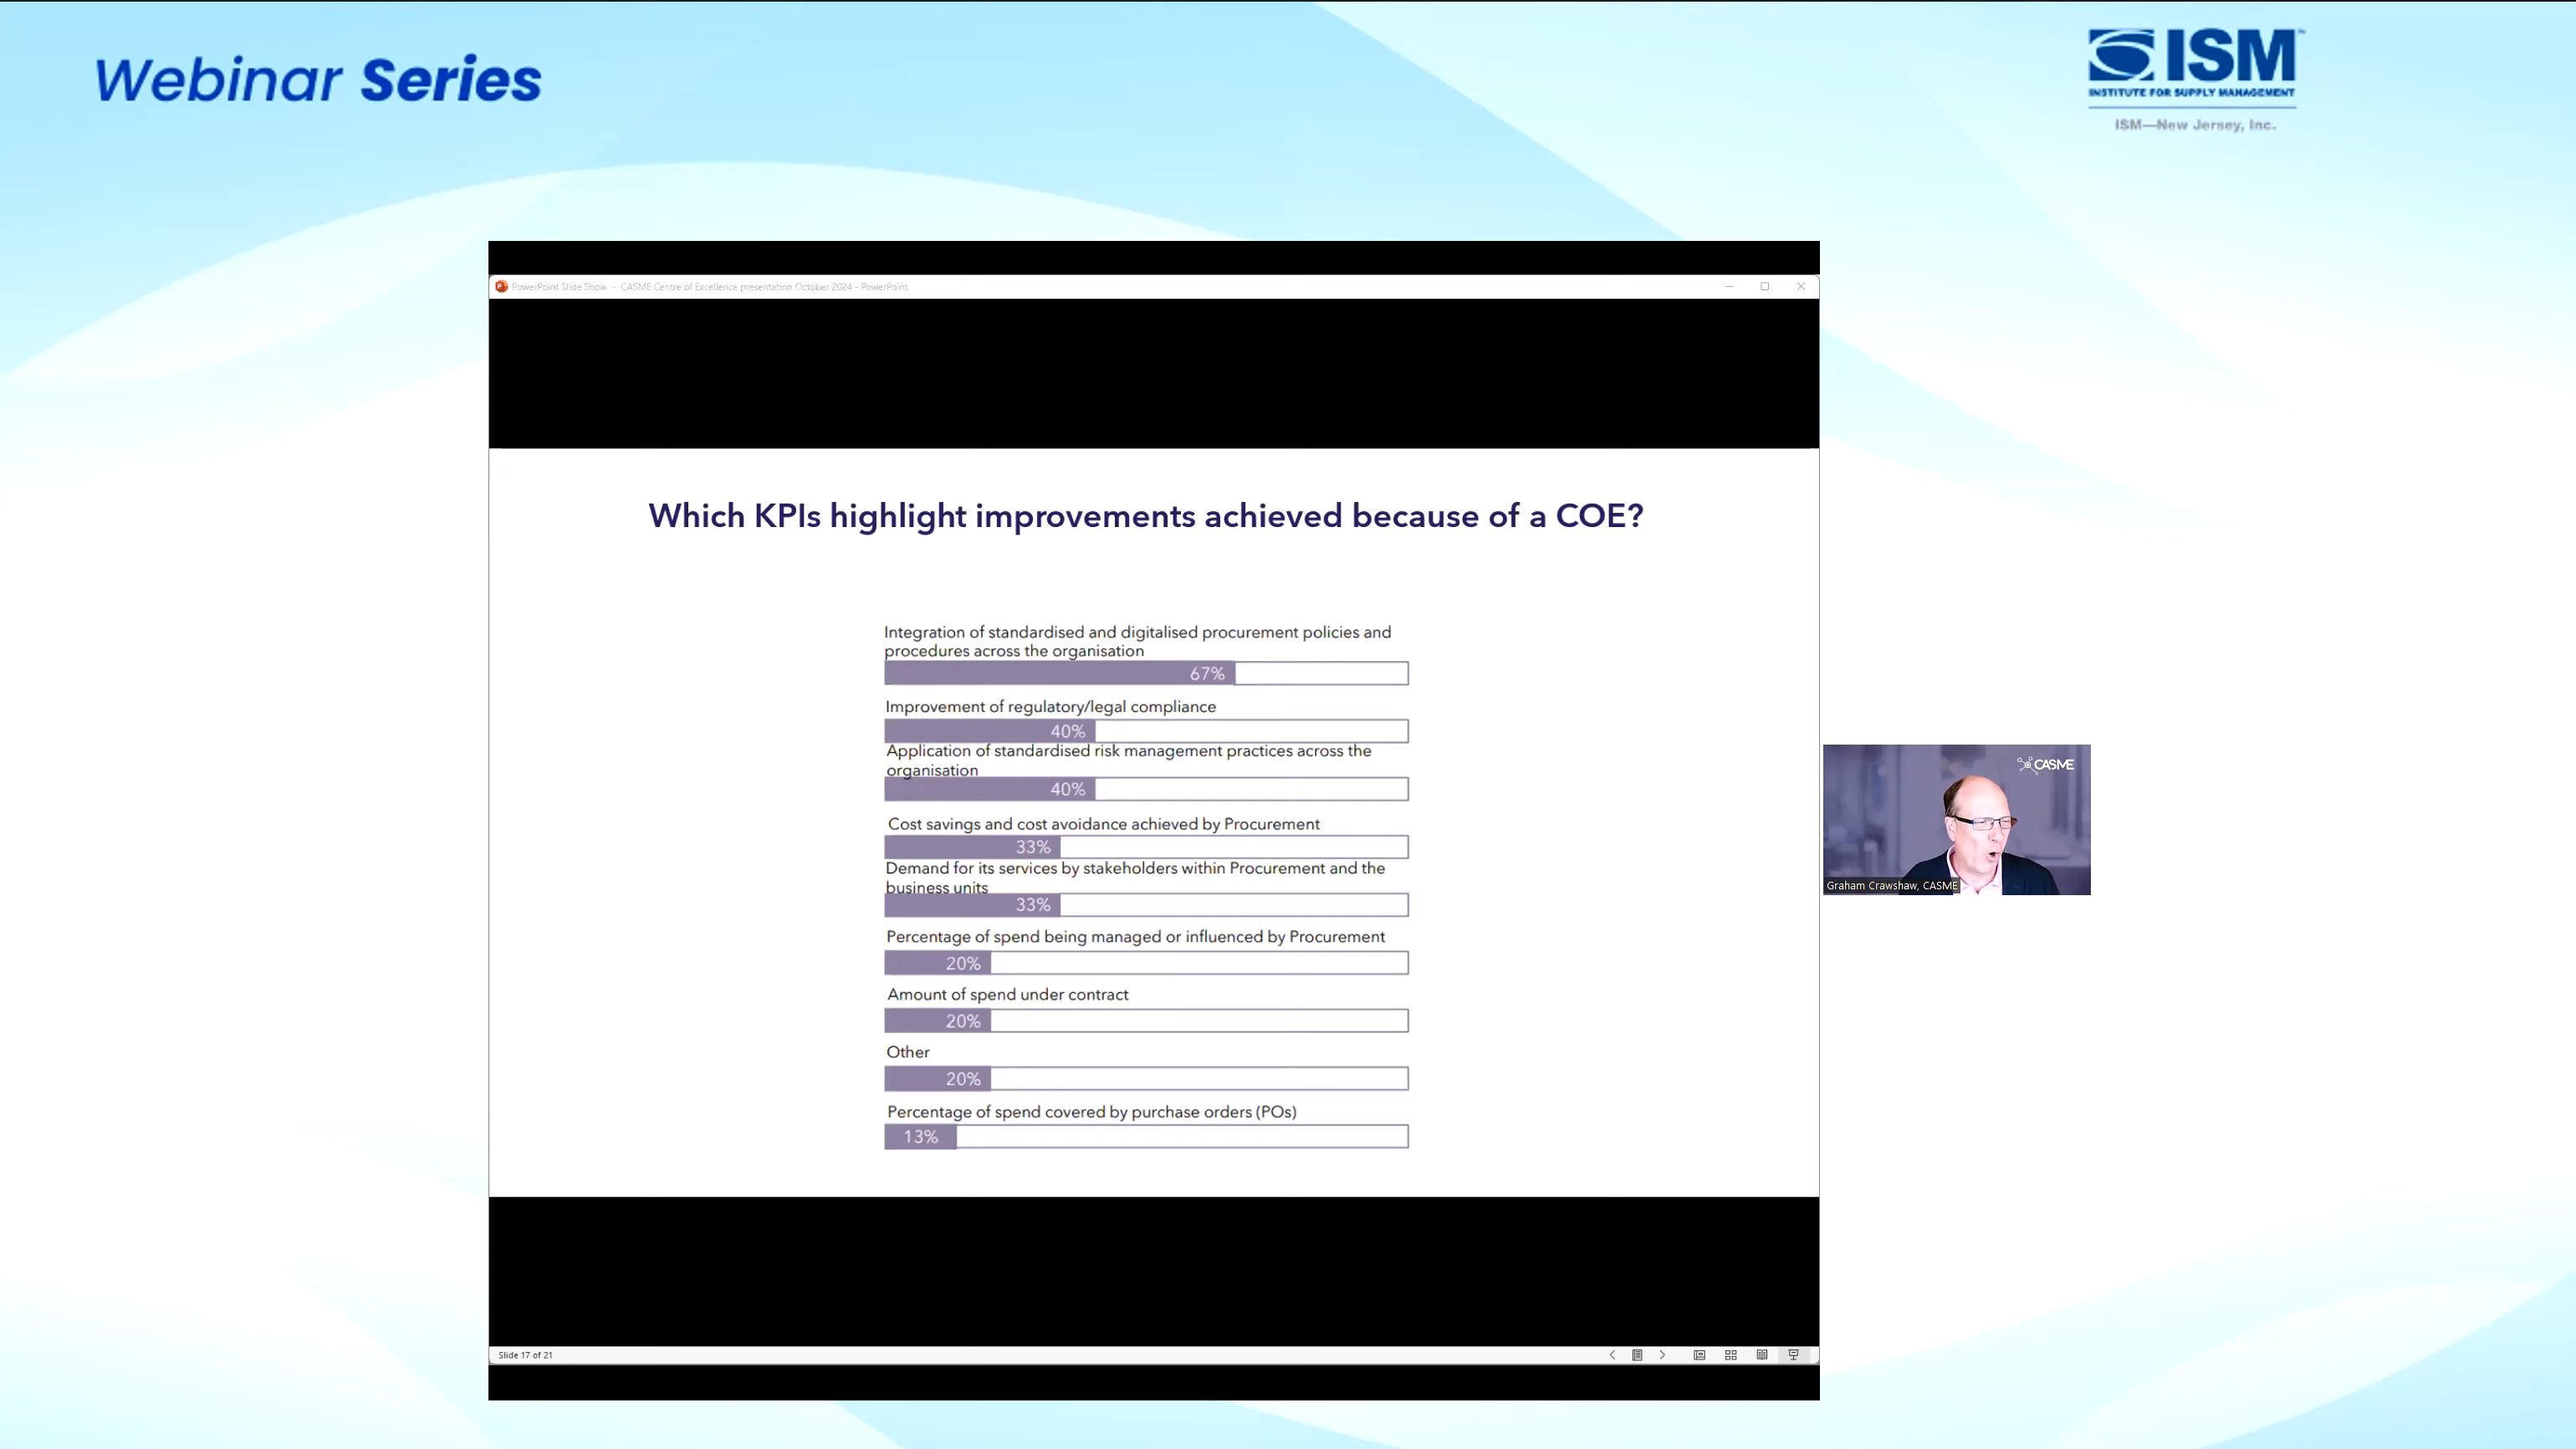 Webinar Series
ISM
INSTITUTE FOR SUPPLY MANAGEMENT
ISM—New Jersey, Inc.
PowerPoint Slide Show - CASME Centre of Excellence presentation October 2024 - PowerPoint
Which KPIs highlight improvements achieved because of a COE?
Integration of standardised and digitalised procurement policies and
procedures across the organisation
67%
Improvement of regulatory/legal compliance
40%
Application of standardised risk management practices across the
organisation
40%
Cost savings and cost avoidance achieved by Procurement
33%
Demand for its services by stakeholders within Procurement and the
business units
33%
Percentage of spend being managed or influenced by Procurement
20%
Amount of spend under contract
20%
Other
20%
Percentage of spend covered by purchase orders (POs)
13%
CASME
Graham Crawshaw, CASME
Slide 17 of 21